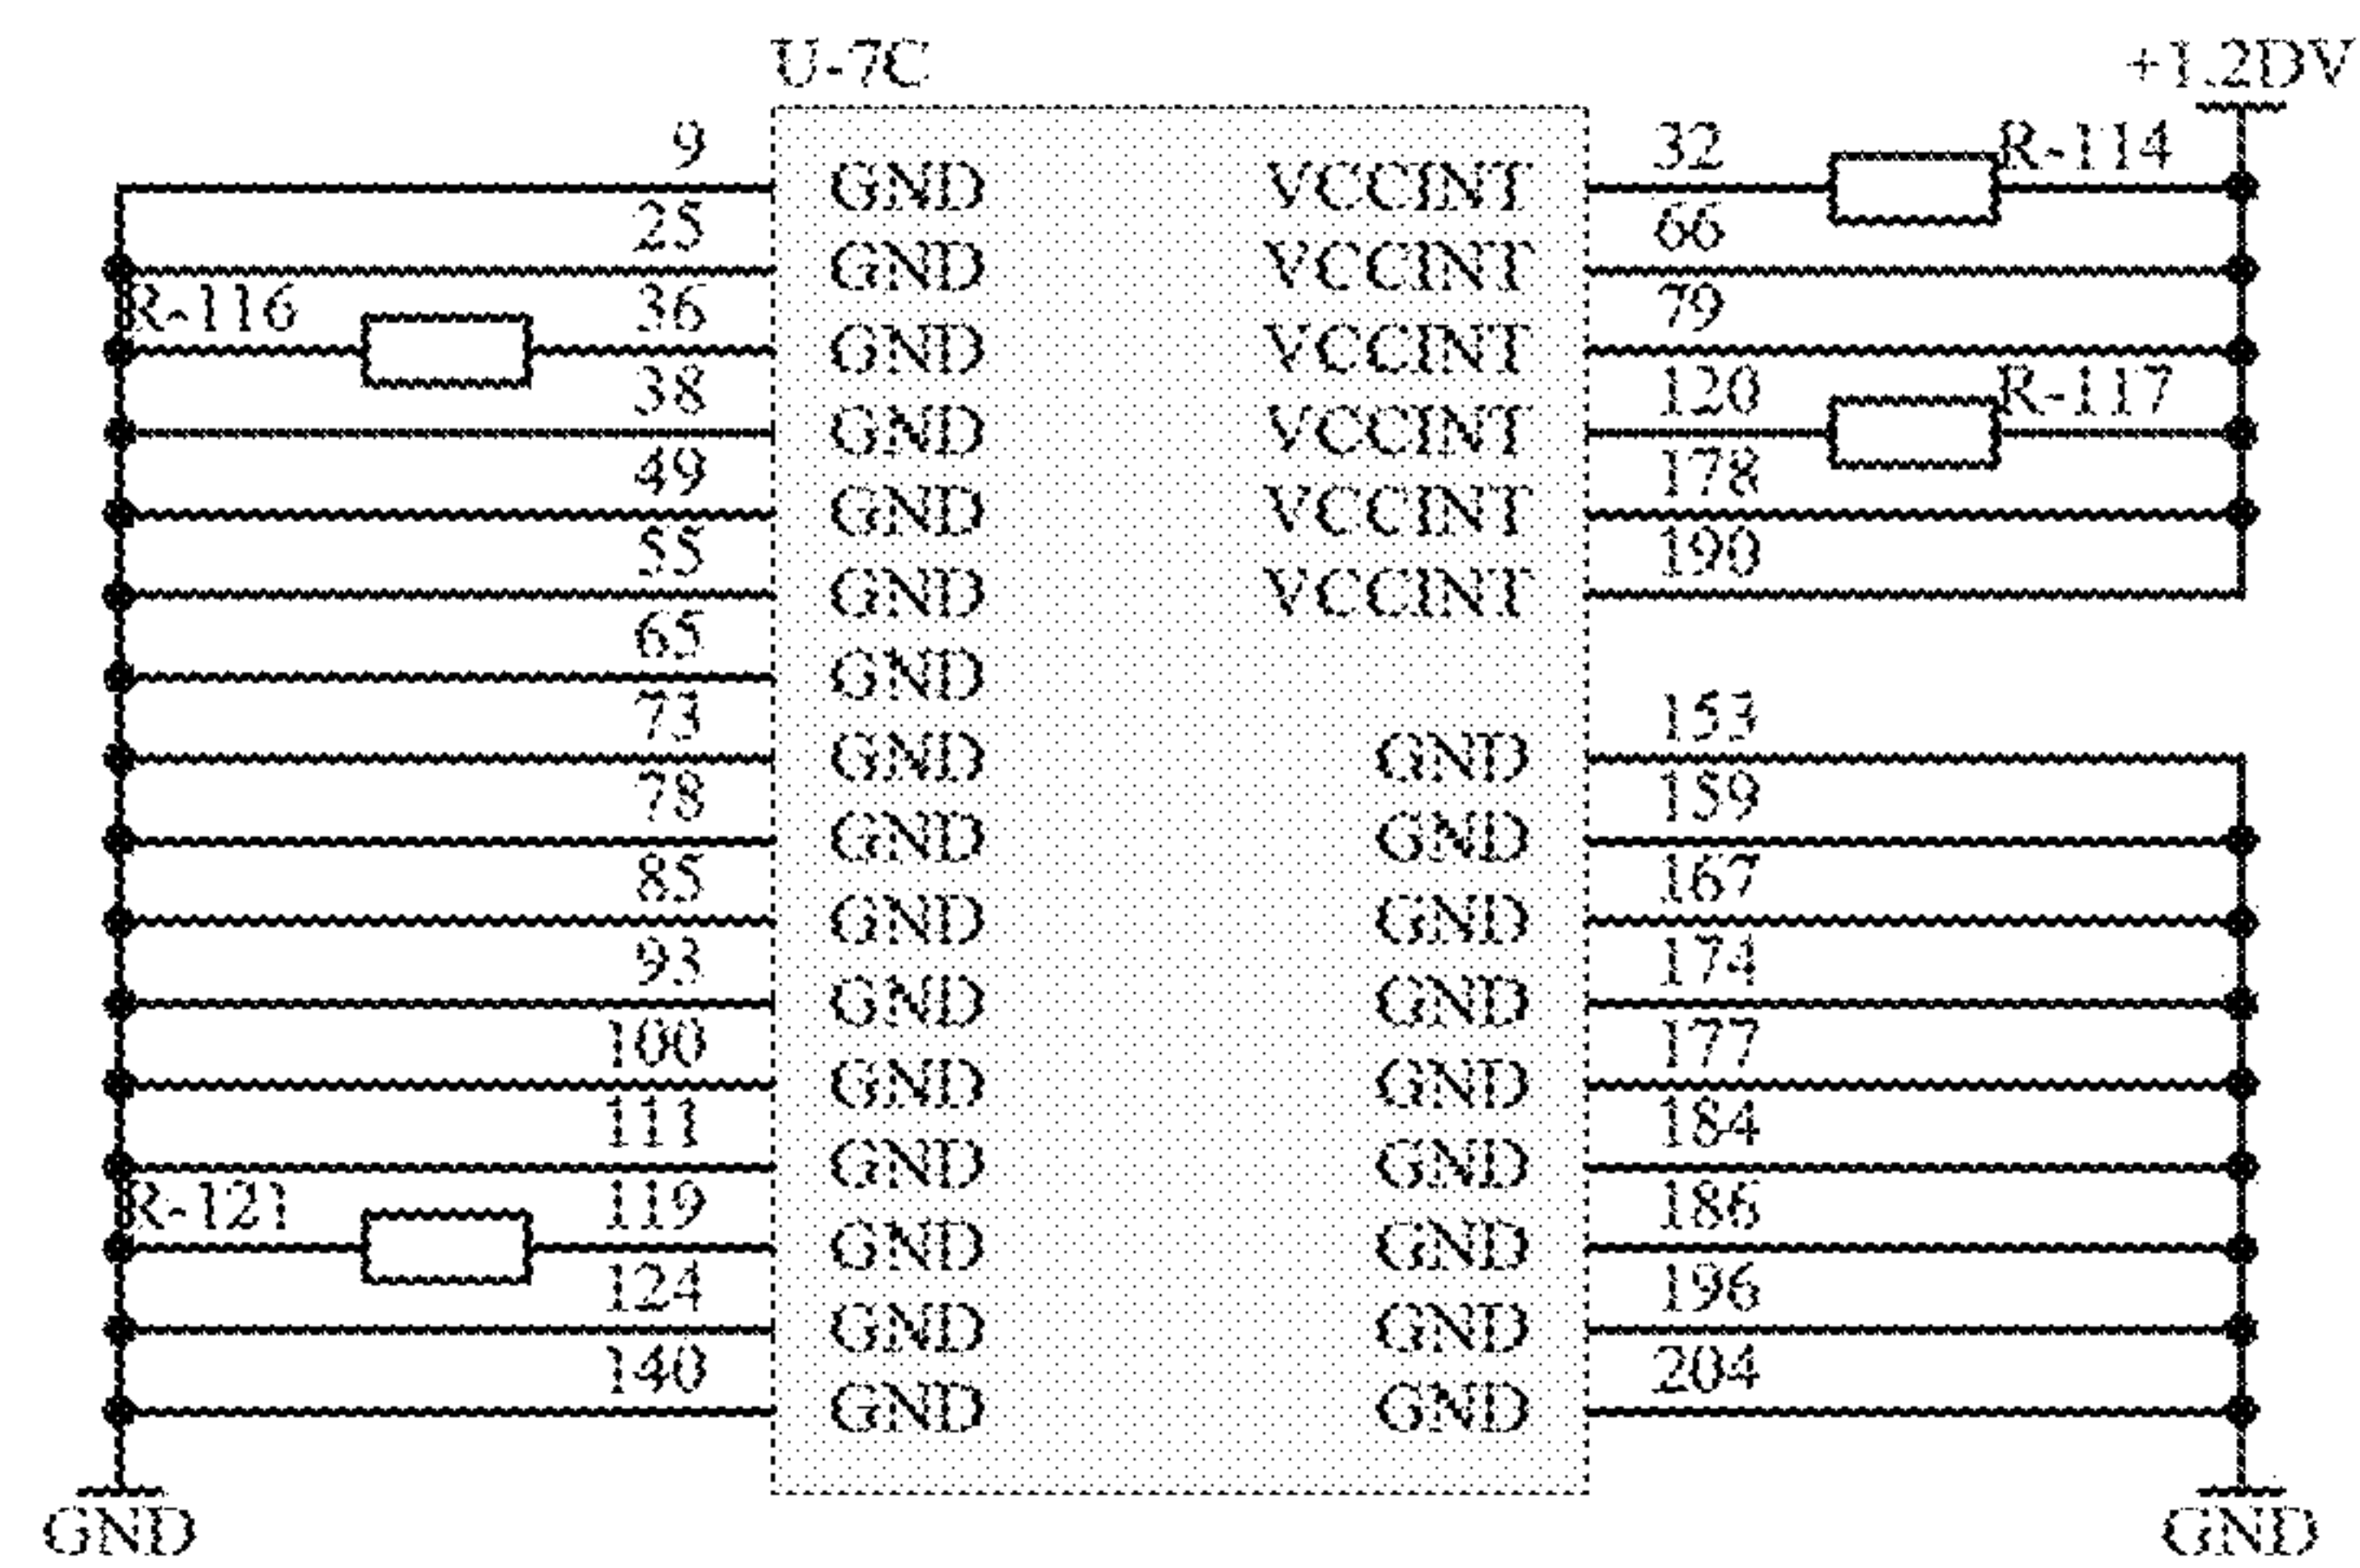 U-7C +1.2DV
9 GND VCCINT 32 R-114
25 GND VCCINT 66
R-116 36 GND VCCINT 79
38 GND VCCINT 120 R-117
49 GND VCCINT 178
55 GND VCCINT 190
65 GND
73 GND GND 153
78 GND GND 159
85 GND GND 167
93 GND GND 174
100 GND GND 177
111 GND GND 184
R-121 119 GND GND 186
124 GND GND 196
140 GND GND 204
GND GND